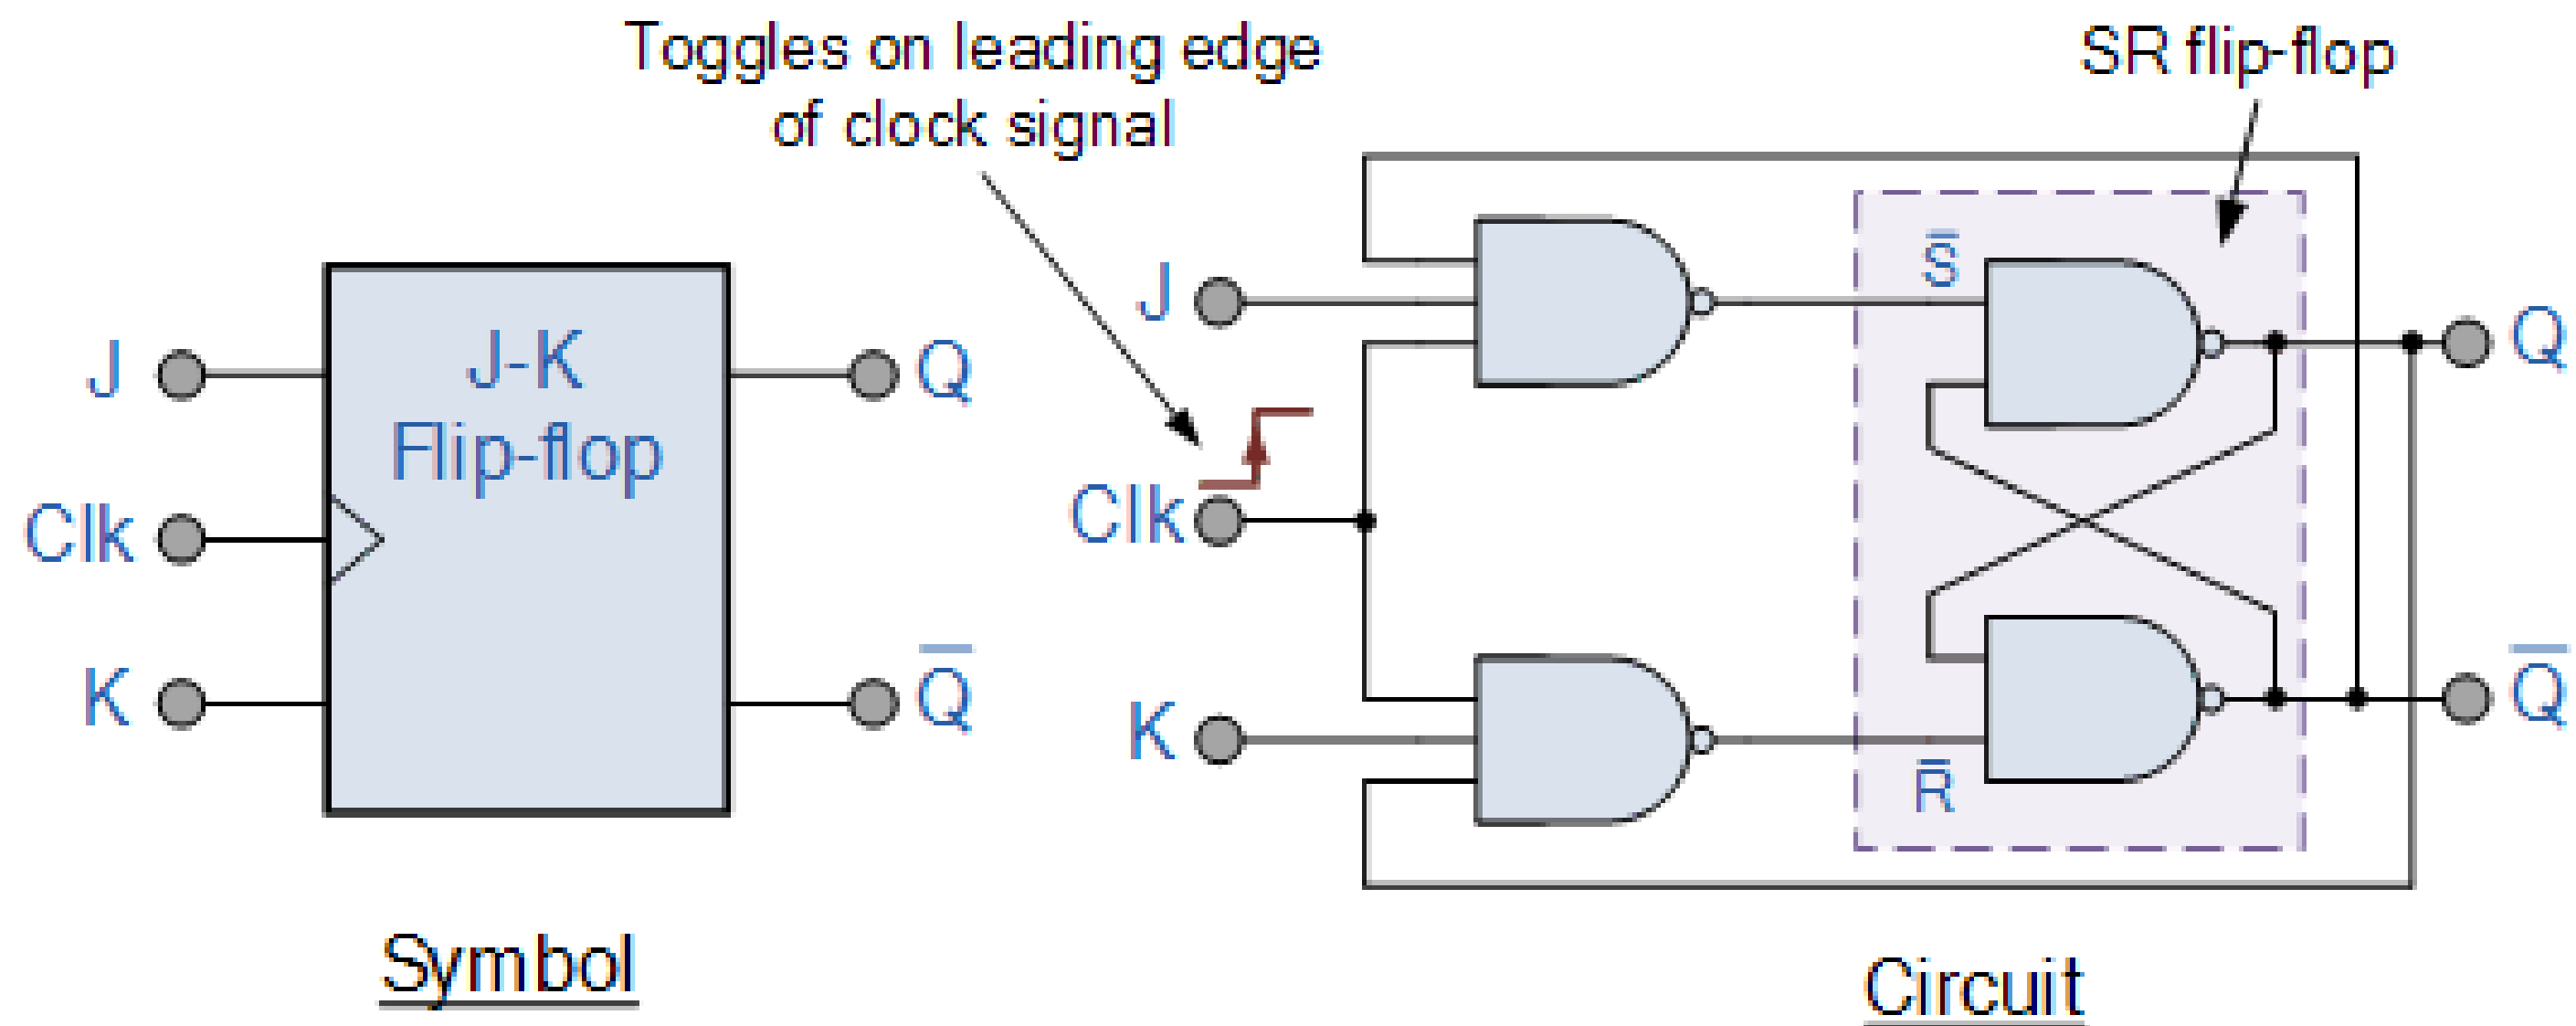 Toggles on leading edge
of clock signal
SR flip-flop
J
Clk
K
J-K
Flip-flop
Q
Q̅
J
Clk
K
S̅
R̅
Q
Q̅
Symbol
Circuit